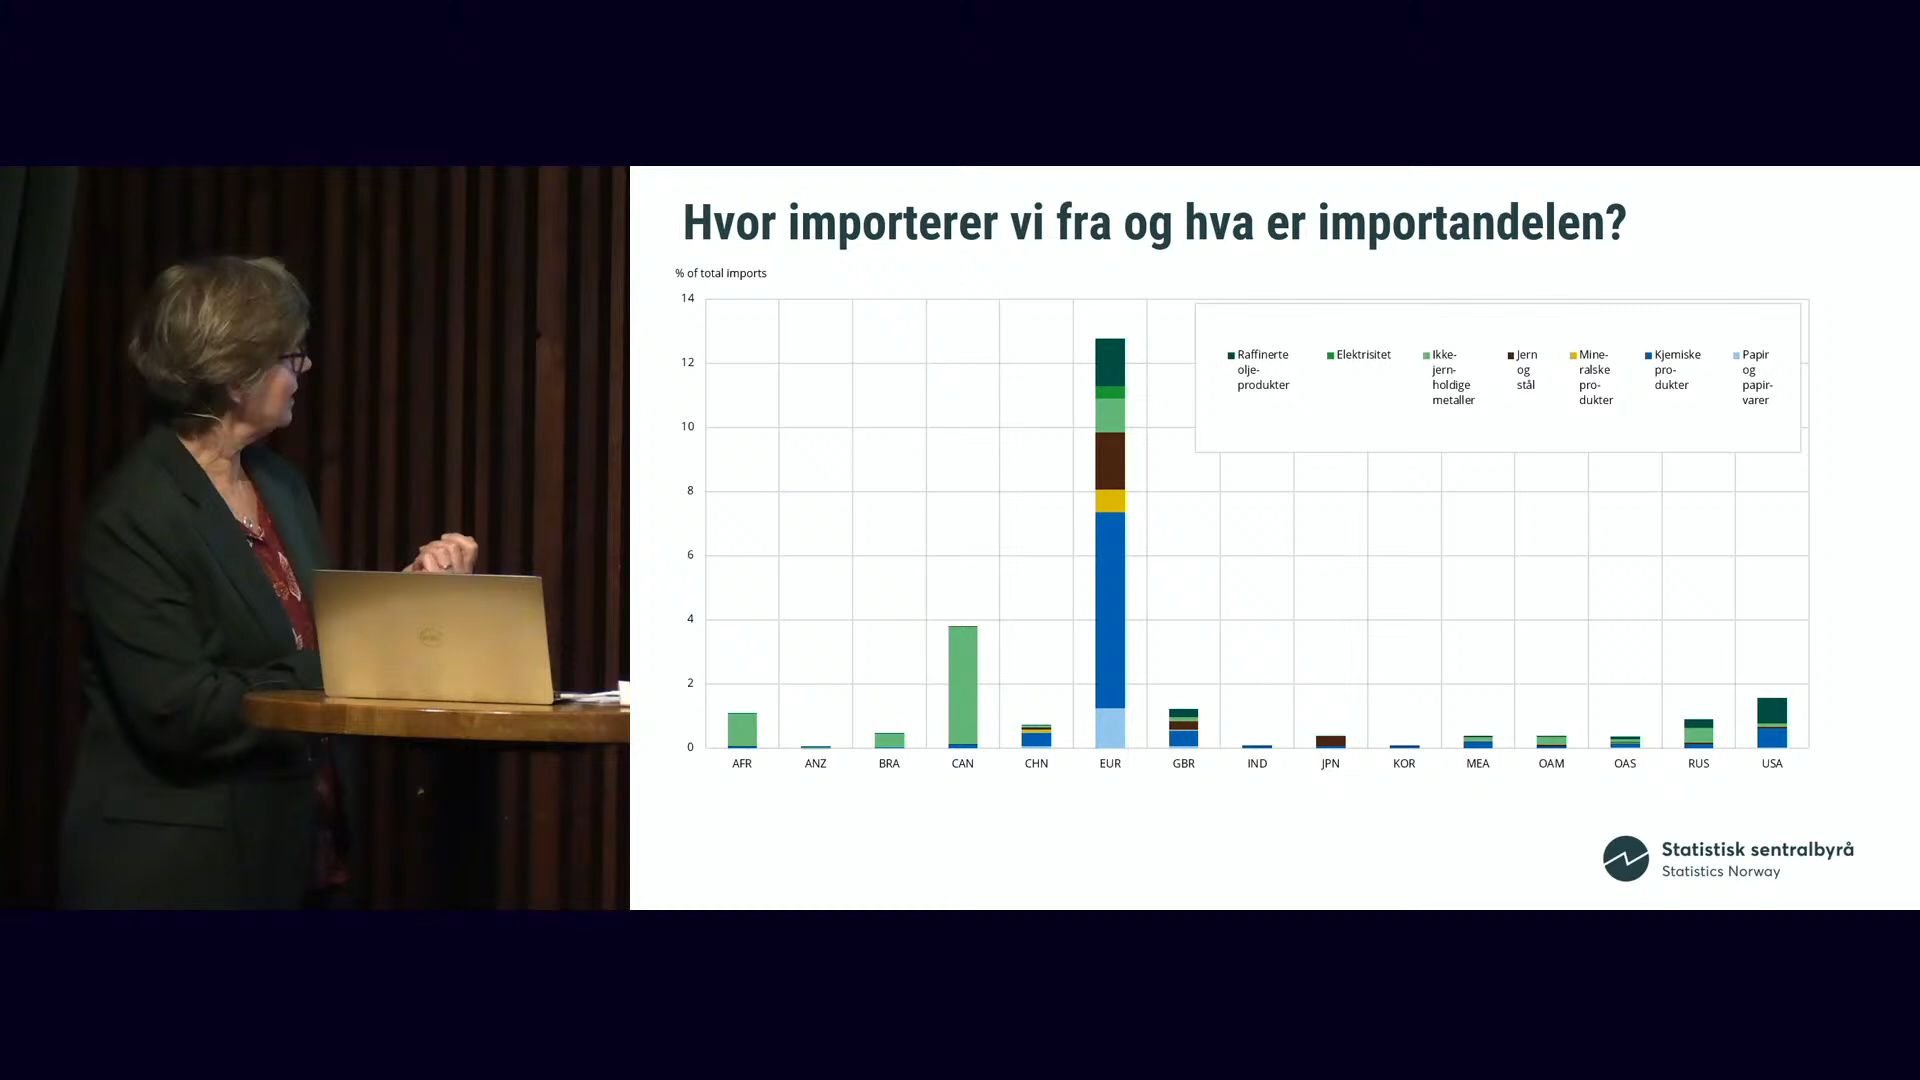 Hvor importerer vi fra og hva er importandelen?
% of total imports
14
12
10
8
6
4
2
0
Raffinerte
olje-
produkter
Elektrisitet
Ikke-
jern-
holdige
metaller
Jern
og
stål
Mine-
ralske
pro-
dukter
Kjemiske
pro-
dukter
Papir
og
papir-
varer
AFR ANZ BRA CAN CHN EUR GBR IND JPN KOR MEA OAM OAS RUS USA
Statistisk sentralbyrå
Statistics Norway